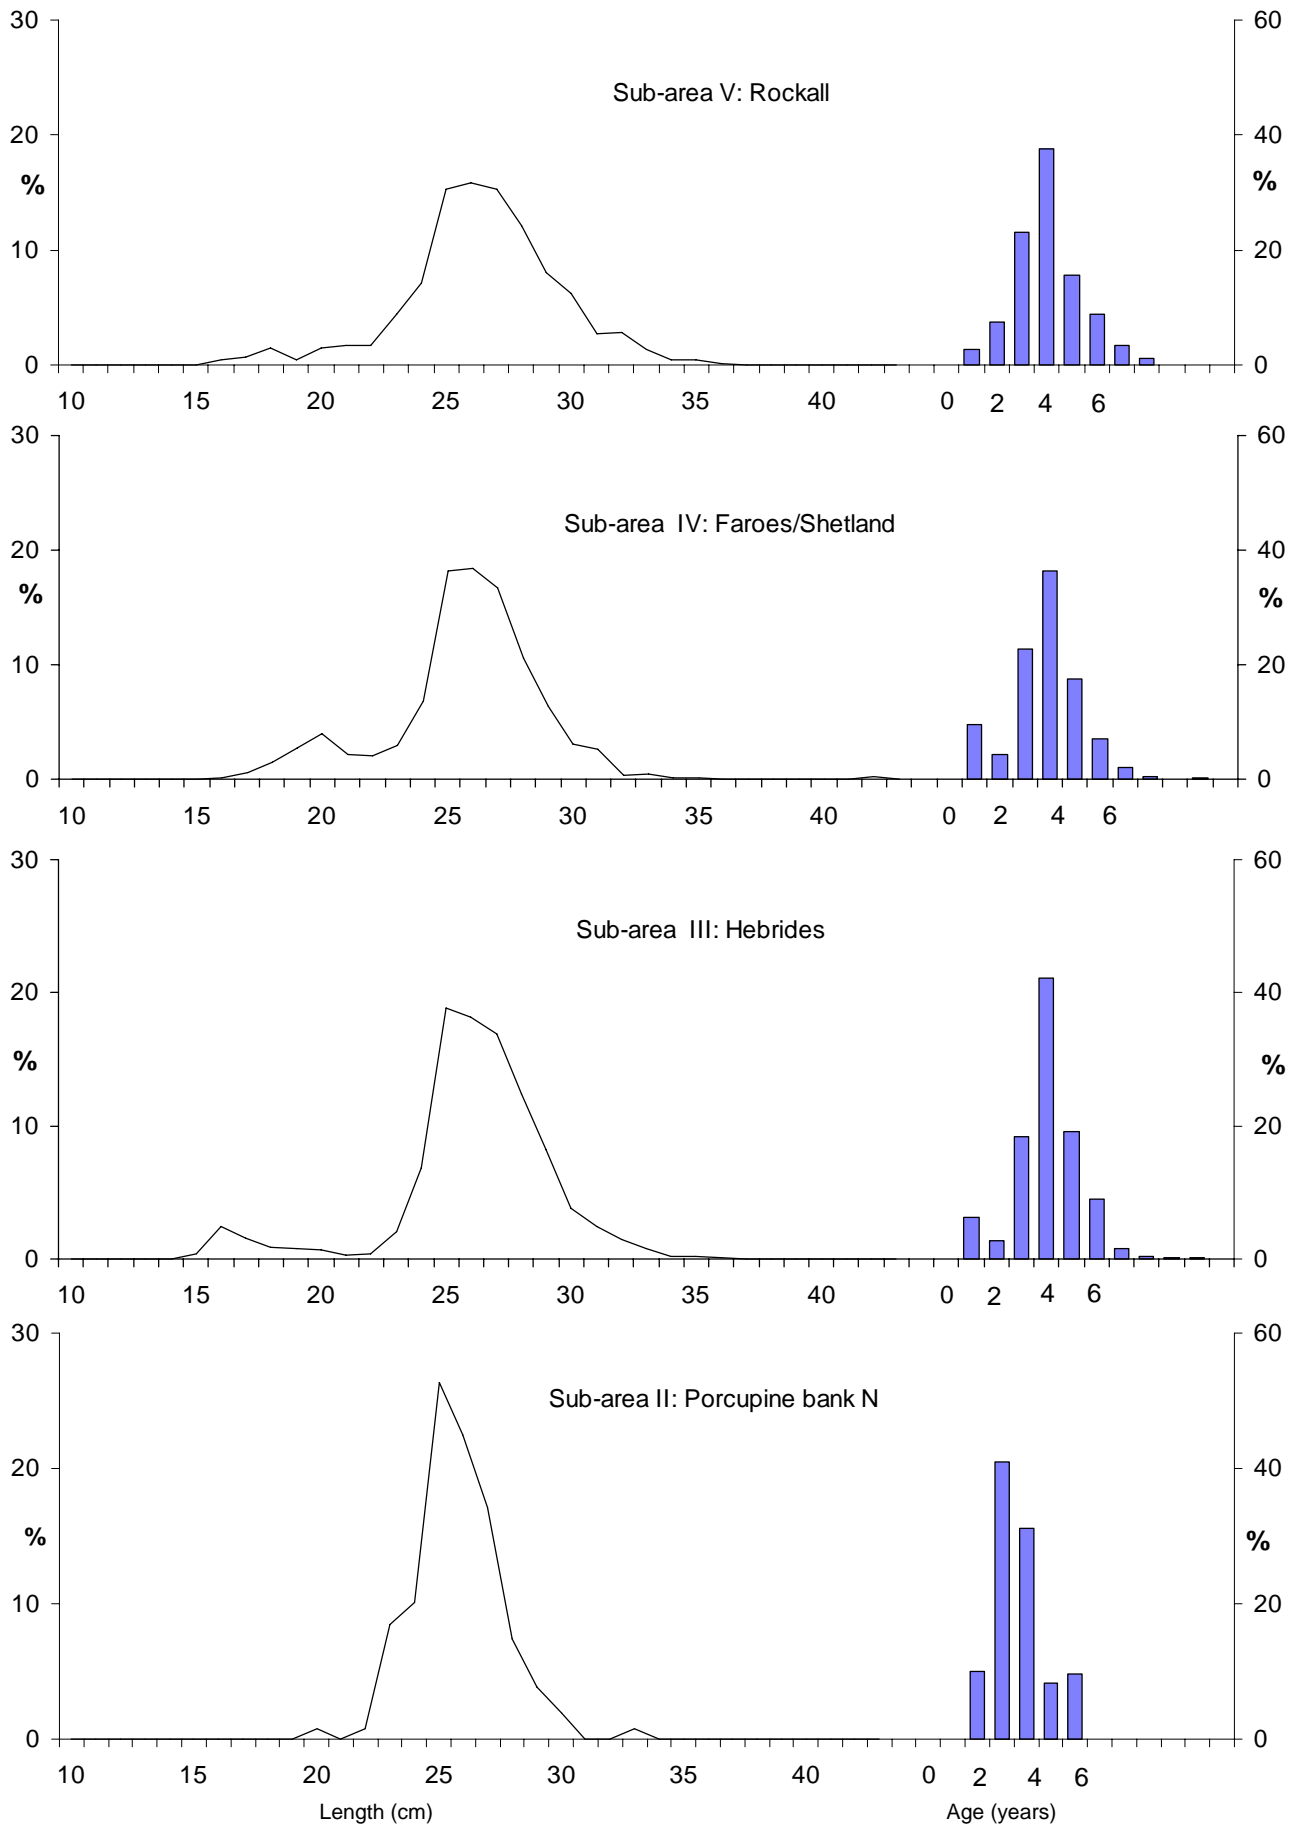 30 60
Sub-area V: Rockall
20 40
% %
10 20
0 0
10 15 20 25 30 35 40 0 2 4 6
30 60
Sub-area IV: Faroes/Shetland
20 40
% %
10 20
0 0
10 20 25 30 35 40 0 2 4 6
30 60
Sub-area III: Hebrides
20 40
% %
10 20
0 0
10 15 20 25 30 35 40 0 2 4 6
30 60
Sub-area II: Porcupine bank N
20 40
% %
10 20
0 0
10 20 25 35 40 0 2 4 6
Length (cm) Age (years)